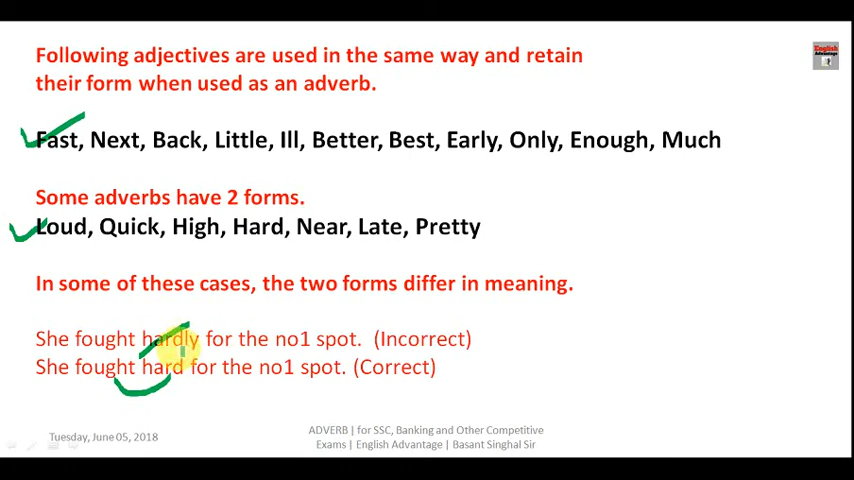 Following adjectives are used in the same way and retain
English
Advantage
their form when used as an adverb.
Fast, Next, Back, Little, Ill, Better, Best, Early, Only, Enough, Much
Some adverbs have 2 forms.
Loud, Quick, High, Hard, Near, Late, Pretty
In some of these cases, the two forms differ in meaning.
She fought hardly for the no1 spot. (Incorrect)
She fought hard for the no1 spot. (Correct)
Tuesday, June 05, 2018
ADVERB | for SSC, Banking and Other Competitive
Exams | English Advantage | Basant Singhal Sir